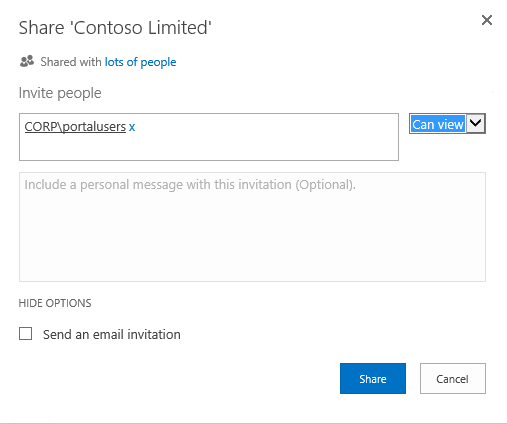 Share 'Contoso Limited'
Shared with lots of people
Invite people
CORP\portalusers x
Can view
Include a personal message with this invitation (Optional).
HIDE OPTIONS
Send an email invitation
Share
Cancel